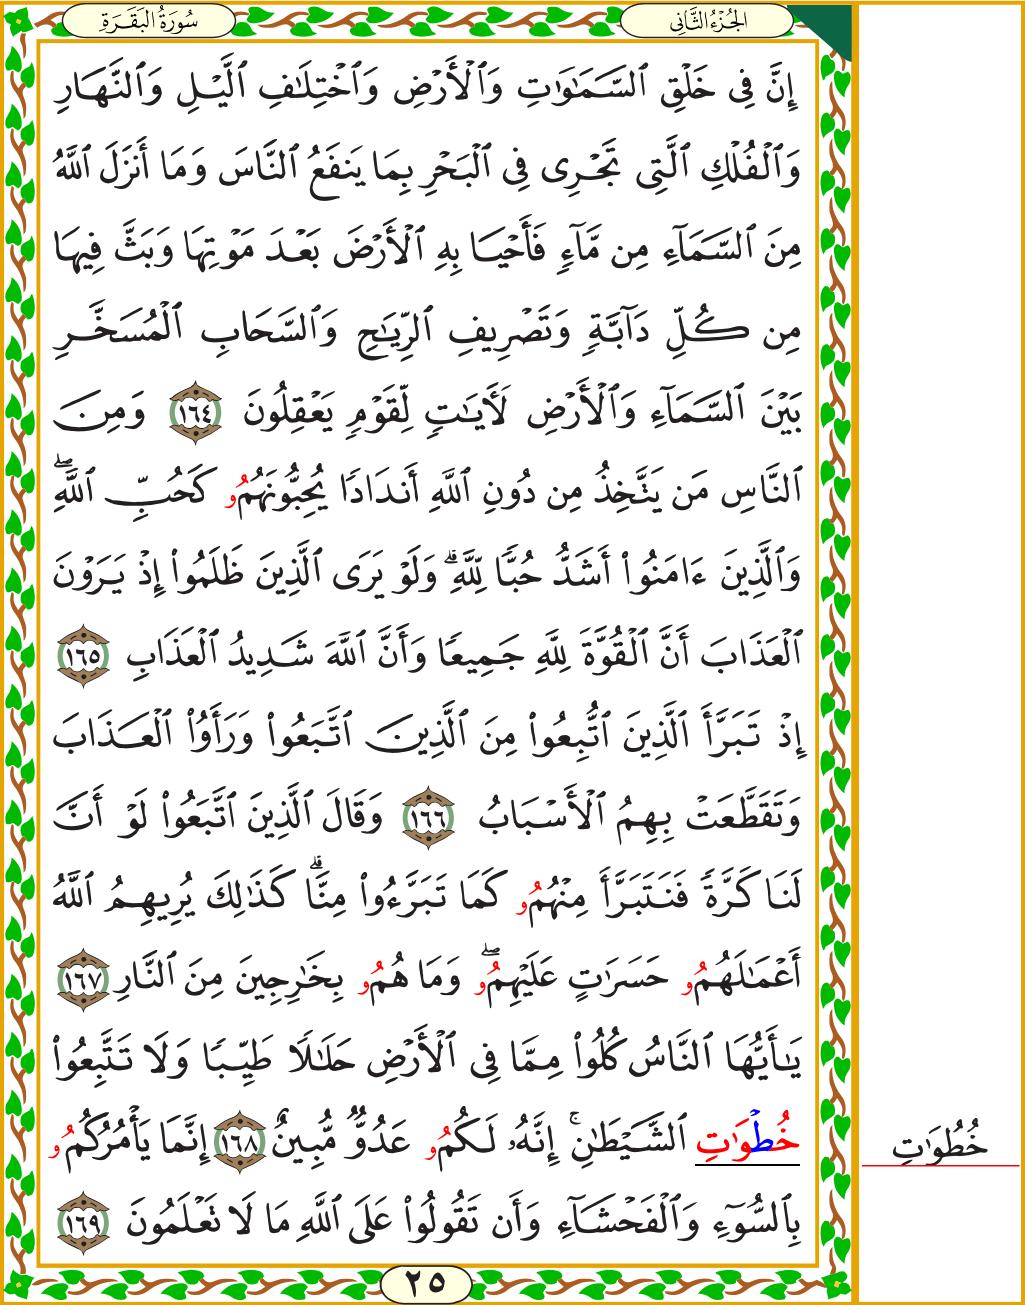 سُورَةُ البَقَرَةِ
الجُزْءُ الثَّانِي
إِنَّ فِي خَلْقِ ٱلسَّمَٰوَٰتِ وَٱلْأَرْضِ وَٱخْتِلَٰفِ ٱلَّيْلِ وَٱلنَّهَارِ
وَٱلْفُلْكِ ٱلَّتِي تَجْرِي فِي ٱلْبَحْرِ بِمَا يَنفَعُ ٱلنَّاسَ وَمَا أَنزَلَ ٱللَّهُ
مِنَ ٱلسَّمَآءِ مِن مَّآءٍ فَأَحْيَا بِهِ ٱلْأَرْضَ بَعْدَ مَوْتِهَا وَبَثَّ فِيهَا
مِن كُلِّ دَآبَّةٍ وَتَصْرِيفِ ٱلرِّيَٰحِ وَٱلسَّحَابِ ٱلْمُسَخَّرِ
بَيْنَ ٱلسَّمَآءِ وَٱلْأَرْضِ لَأٓيَٰتٍ لِّقَوْمٍ يَعْقِلُونَ ١٦٤ وَمِنَ
ٱلنَّاسِ مَن يَتَّخِذُ مِن دُونِ ٱللَّهِ أَندَادًا يُحِبُّونَهُمُو كَحُبِّ ٱللَّهِۖ
وَٱلَّذِينَ ءَامَنُوا۟ أَشَدُّ حُبًّا لِّلَّهِۗ وَلَوْ يَرَى ٱلَّذِينَ ظَلَمُوا۟ إِذْ يَرَوْنَ
ٱلْعَذَابَ أَنَّ ٱلْقُوَّةَ لِلَّهِ جَمِيعًا وَأَنَّ ٱللَّهَ شَدِيدُ ٱلْعَذَابِ ١٦٥
إِذْ تَبَرَّأَ ٱلَّذِينَ ٱتُّبِعُوا۟ مِنَ ٱلَّذِينَ ٱتَّبَعُوا۟ وَرَأَوُا۟ ٱلْعَذَابَ
وَتَقَطَّعَتْ بِهِمُ ٱلْأَسْبَابُ ١٦٦ وَقَالَ ٱلَّذِينَ ٱتَّبَعُوا۟ لَوْ أَنَّ
لَنَا كَرَّةً فَنَتَبَرَّأَ مِنْهُمُو كَمَا تَبَرَّءُوا۟ مِنَّاۗ كَذَٰلِكَ يُرِيهِمُ ٱللَّهُ
أَعْمَٰلَهُمُو حَسَرَٰتٍ عَلَيْهِمُوۖ وَمَا هُمُو بِخَٰرِجِينَ مِنَ ٱلنَّارِ ١٦٧
يَٰأَيُّهَا ٱلنَّاسُ كُلُوا۟ مِمَّا فِي ٱلْأَرْضِ حَلَٰلًا طَيِّبًا وَلَا تَتَّبِعُوا۟
خُطْوَٰتِ ٱلشَّيْطَٰنِۚ إِنَّهُۥ لَكُمُو عَدُوٌّ مُّبِينٌ ١٦٨ إِنَّمَا يَأْمُرُكُمُو
خُطُوَٰتِ
بِٱلسُّوٓءِ وَٱلْفَحْشَآءِ وَأَن تَقُولُوا۟ عَلَى ٱللَّهِ مَا لَا تَعْلَمُونَ ١٦٩
٢٥